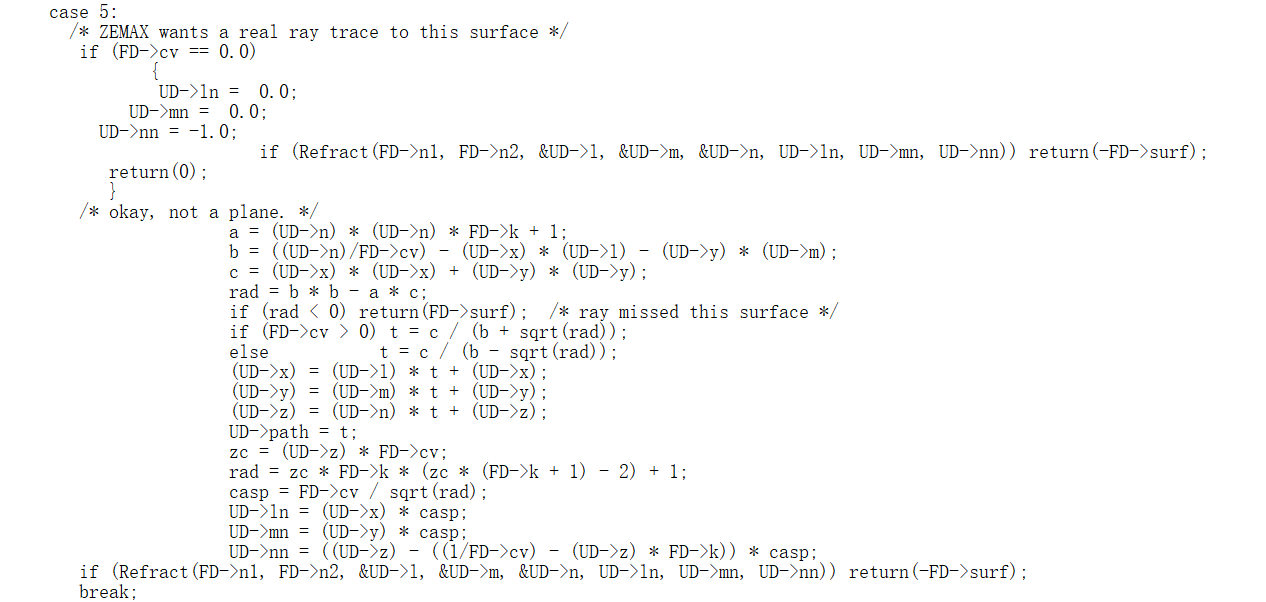 case 5:
/* ZEMAX wants a real ray trace to this surface */
if (FD->cv == 0.0)
{
UD->ln =  0.0;
UD->mn =  0.0;
UD->nn = -1.0;
if (Refract(FD->n1, FD->n2, &UD->l, &UD->m, &UD->n, UD->ln, UD->mn, UD->nn)) return(-FD->surf);
return(0);
}
/* okay, not a plane. */
a = (UD->n) * (UD->n) * FD->k + 1;
b = ((UD->n)/FD->cv) - (UD->x) * (UD->l) - (UD->y) * (UD->m);
c = (UD->x) * (UD->x) + (UD->y) * (UD->y);
rad = b * b - a * c;
if (rad < 0) return(FD->surf);  /* ray missed this surface */
if (FD->cv > 0) t = c / (b + sqrt(rad));
else           t = c / (b - sqrt(rad));
(UD->x) = (UD->l) * t + (UD->x);
(UD->y) = (UD->m) * t + (UD->y);
(UD->z) = (UD->n) * t + (UD->z);
UD->path = t;
zc = (UD->z) * FD->cv;
rad = zc * FD->k * (zc * (FD->k + 1) - 2) + 1;
casp = FD->cv / sqrt(rad);
UD->ln = (UD->x) * casp;
UD->mn = (UD->y) * casp;
UD->nn = ((UD->z) - ((1/FD->cv) - (UD->z) * FD->k)) * casp;
if (Refract(FD->n1, FD->n2, &UD->l, &UD->m, &UD->n, UD->ln, UD->mn, UD->nn)) return(-FD->surf);
break;